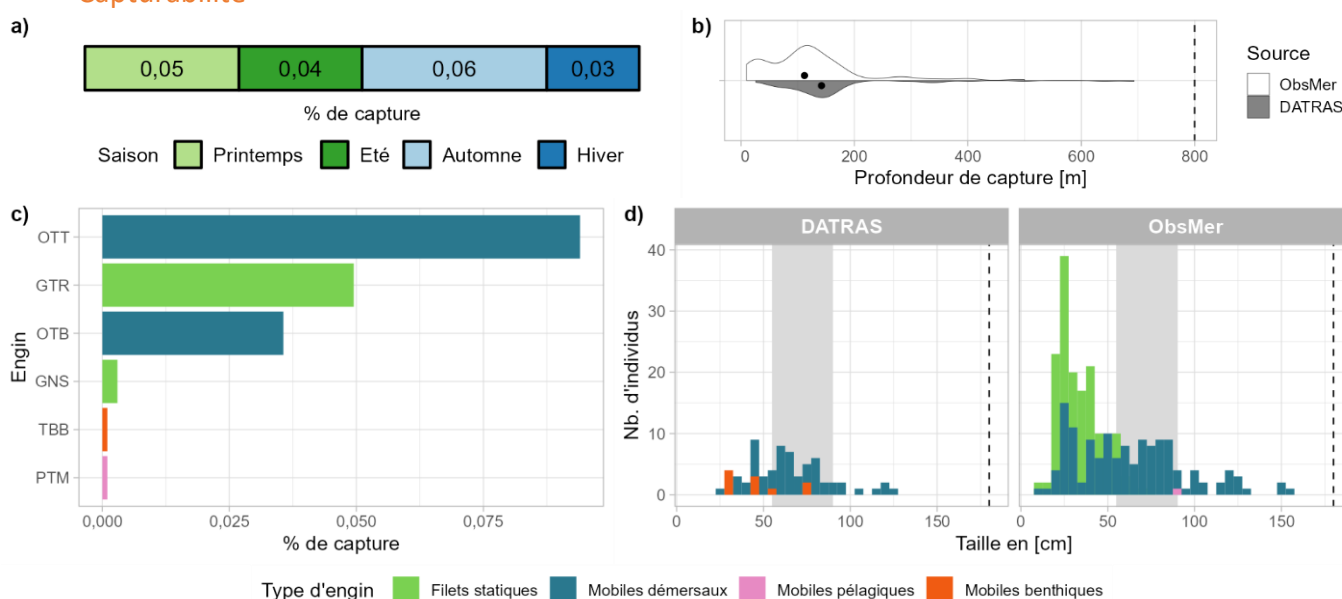 Capturabilité
a)
0,05 0,04 0,06 0,03
% de capture
Saison Printemps Eté Automne Hiver
b)
0 200 400 600 800
Profondeur de capture [m]
Source
ObsMer
DATRAS
c)
Engin
OTT
GTR
OTB
GNS
TBB
PTM
0,000 0,025 0,050 0,075
% de capture
d)
DATRAS ObsMer
Nb. d'individus
40
30
20
10
0
0 50 100 150 0 50 100 150
Taille en [cm]
Type d'engin Filets statiques Mobiles démersaux Mobiles pélagiques Mobiles benthiques